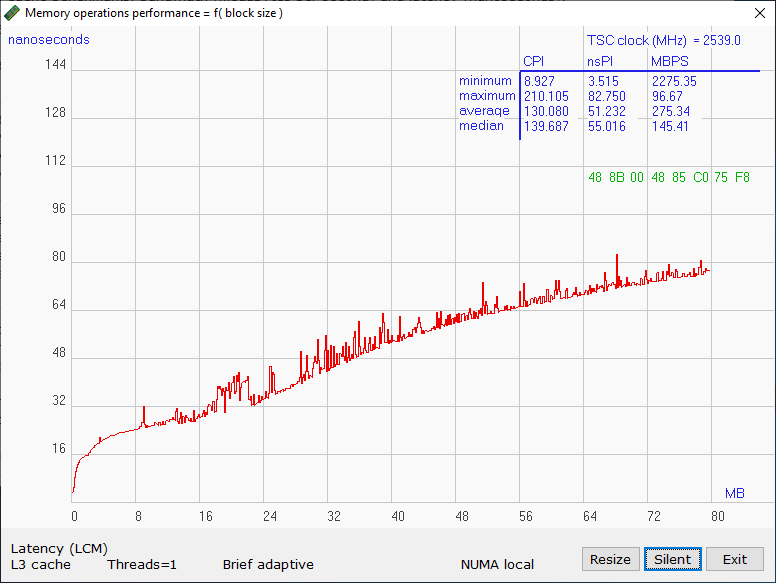 Memory operations performance = f( block size )
nanoseconds
TSC clock (MHz) = 2539.0
CPI nsPI MBPS
minimum 8.927 3.515 2275.35
maximum 210.105 82.750 96.67
average 130.080 51.232 275.34
median 139.687 55.016 145.41
48 8B 00 48 85 C0 75 F8
144
128
112
96
80
64
48
32
16
MB
0 8 16 24 32 40 48 56 64 72 80
Latency (LCM)
L3 cache Threads=1 Brief adaptive NUMA local
Resize Silent Exit